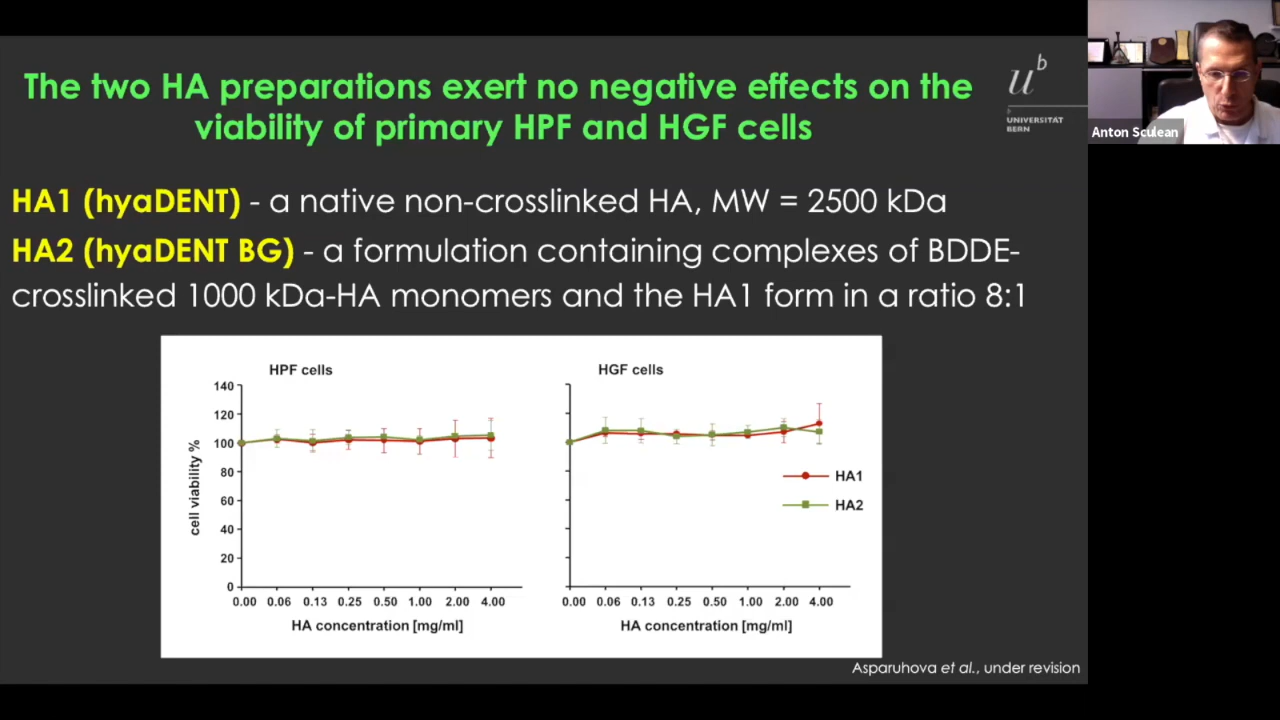 The two HA preparations exert no negative effects on the
viability of primary HPF and HGF cells
u
b
b
UNIVERSITÄT
BERN
Anton Sculean
HA1 (hyaDENT) - a native non-crosslinked HA, MW = 2500 kDa
HA2 (hyaDENT BG) - a formulation containing complexes of BDDE-
crosslinked 1000 kDa-HA monomers and the HA1 form in a ratio 8:1
HPF cells
140
120
100
80
60
40
20
0
cell viability %
0.00 0.06 0.13 0.25 0.50 1.00 2.00 4.00
HA concentration [mg/ml]
HGF cells
HA1
HA2
0.00 0.06 0.13 0.25 0.50 1.00 2.00 4.00
HA concentration [mg/ml]
Asparuhova et al., under revision